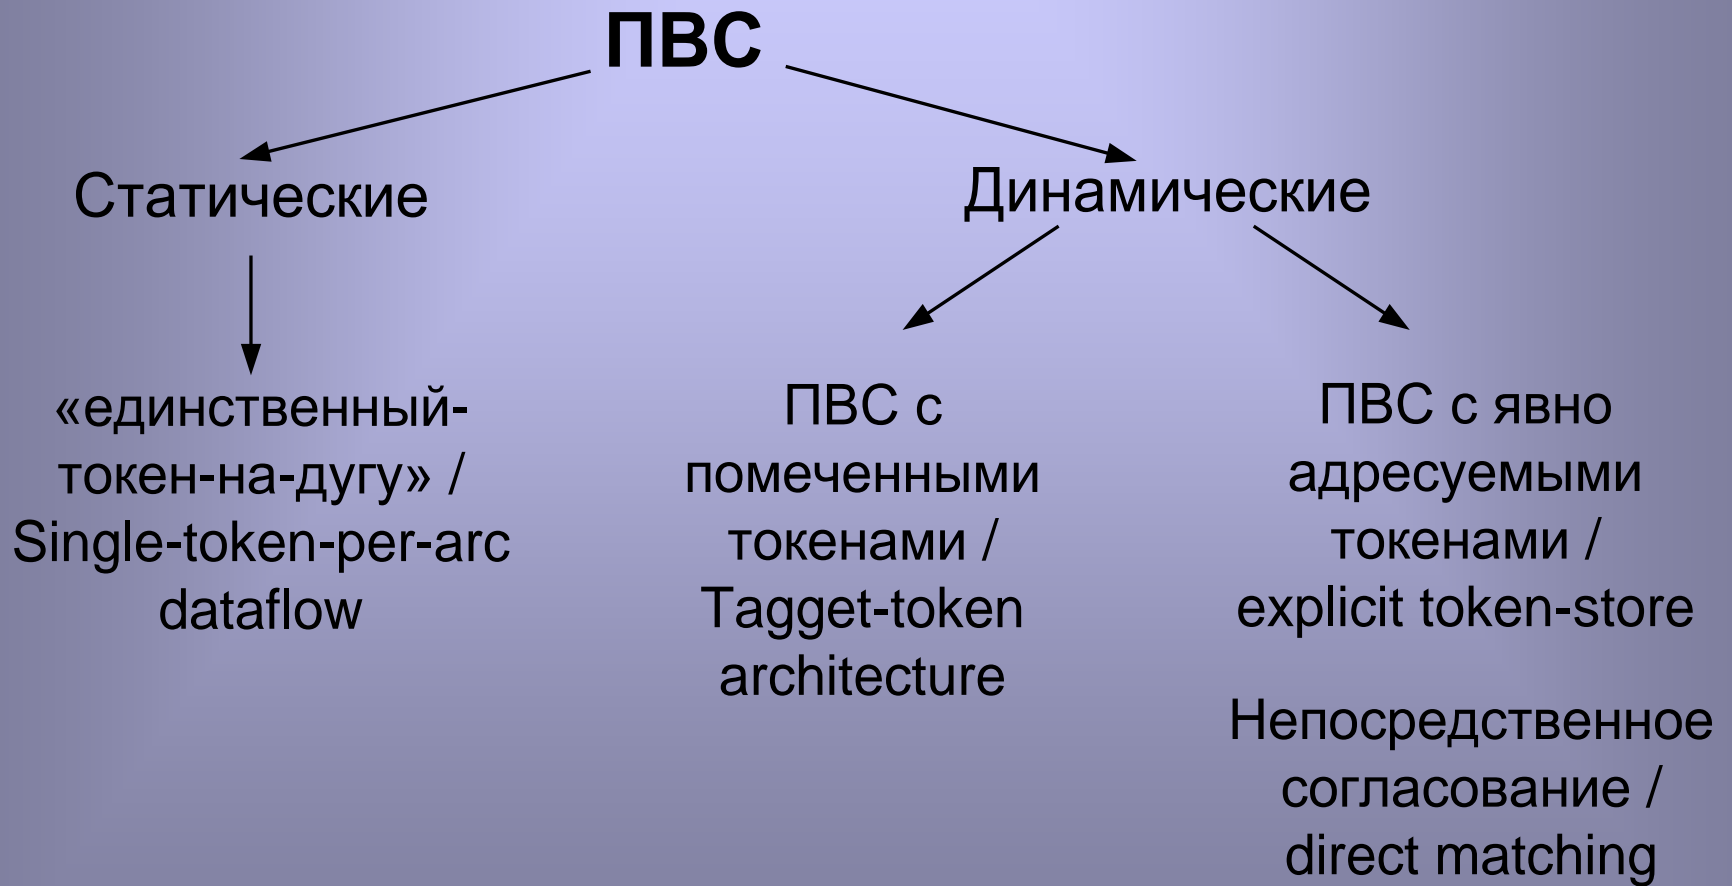 ПВС
Статические
Динамические
«единственный-
токен-на-дугу» /
Single-token-per-arc
dataflow
ПВС с
помеченными
токенами /
Tagget-token
architecture
ПВС с явно
адресуемыми
токенами /
explicit token-store
Непосредственное
согласование /
direct matching